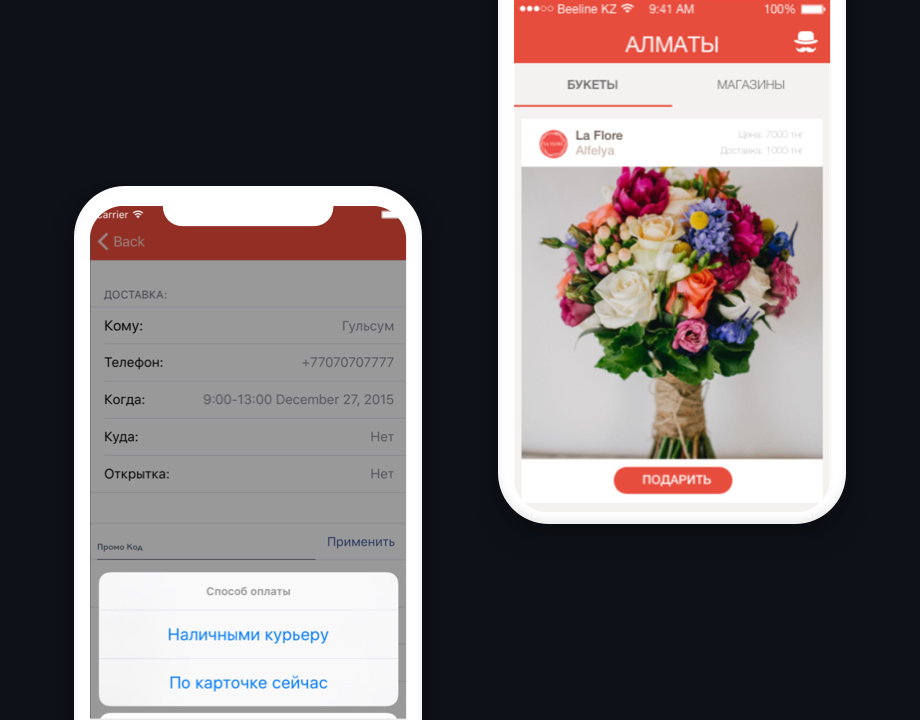 Beeline KZ 9:41 AM 100%
АЛМАТЫ
БУКЕТЫ МАГАЗИНЫ
La Flore
Alfelya
Цена: 7000 тнг
Доставка: 1000 тнг
ПОДАРИТЬ
Carrier
Back
ДОСТАВКА:
Кому: Гульсум
Телефон: +77070707777
Когда: 9:00-13:00 December 27, 2015
Куда: Нет
Открытка: Нет
Промо Код Применить
Способ оплаты
Наличными курьеру
По карточке сейчас